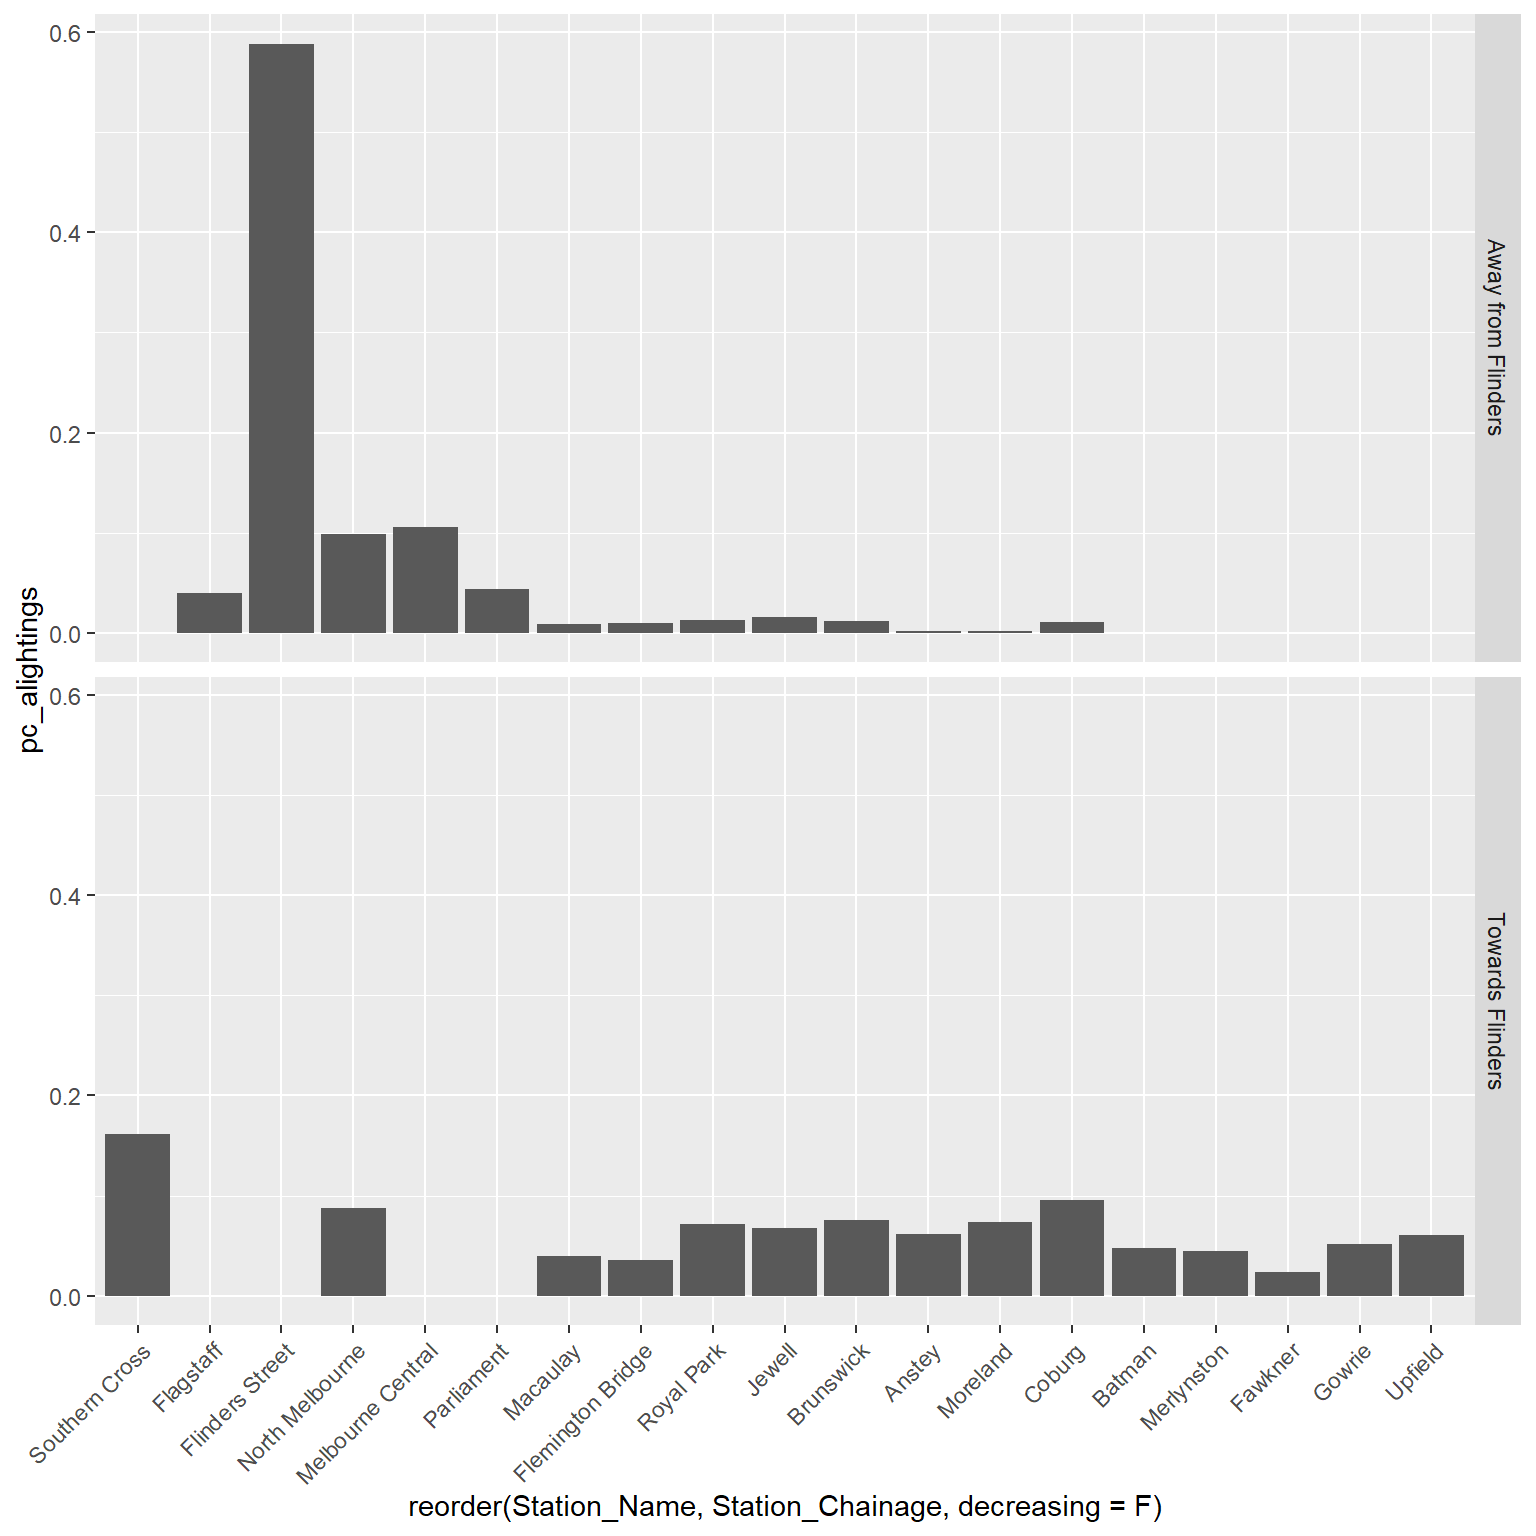 pc_alightings
0.6
0.4
0.2
0.0
Away from Flinders
0.6
0.4
0.2
0.0
Towards Flinders
Southern Cross
Flagstaff
Flinders Street
North Melbourne
Melbourne Central
Parliament
Macaulay
Flemington Bridge
Royal Park
Jewell
Brunswick
Anstey
Moreland
Coburg
Batman
Merlynston
Fawkner
Gowrie
Upfield
reorder(Station_Name, Station_Chainage, decreasing = F)